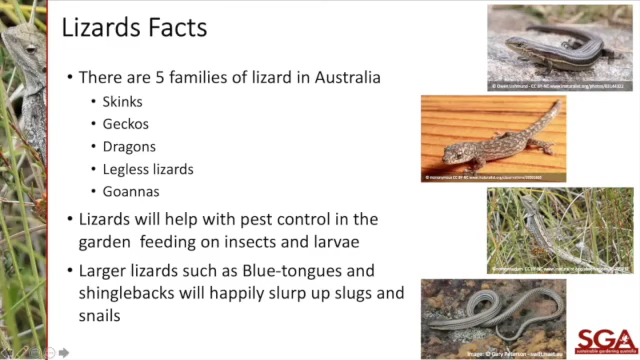 Lizards Facts
• There are 5 families of lizard in Australia
• Skinks
• Geckos
• Dragons
• Legless lizards
• Goannas
• Lizards will help with pest control in the
garden feeding on insects and larvae
• Larger lizards such as Blue-tongues and
shinglebacks will happily slurp up slugs and
snails
SGA
sustainable gardening australia